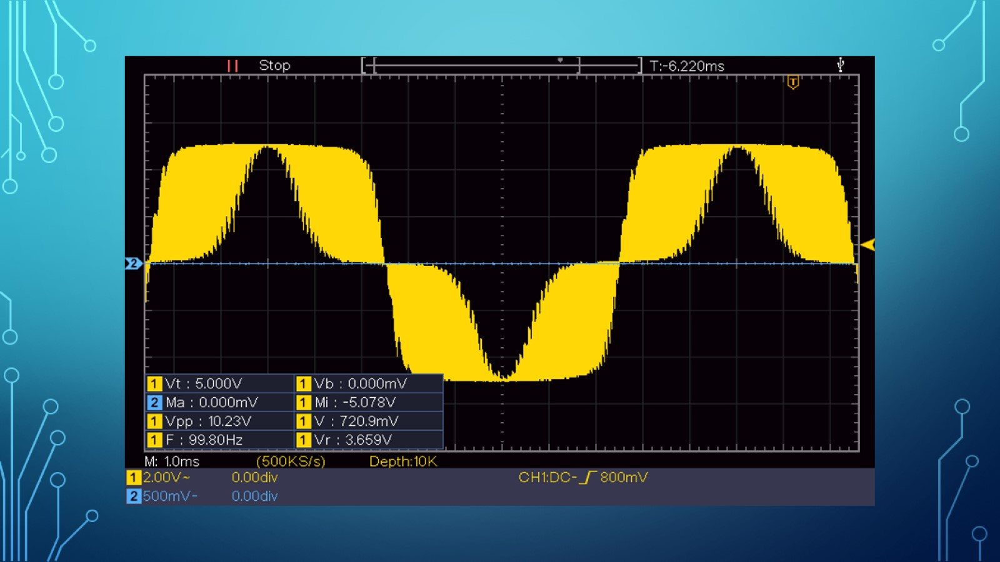 Stop T:-6.220ms
T
2
1 Vt : 5.000V 1 Vb : 0.000mV
2 Ma : 0.000mV 1 Mi : -5.078V
1 Vpp : 10.23V 1 V : 720.9mV
1 F : 99.80Hz 1 Vr : 3.659V
M: 1.0ms (500KS/s) Depth:10K
1 2.00V~ 0.00div CH1:DC- 800mV
2 500mV- 0.00div